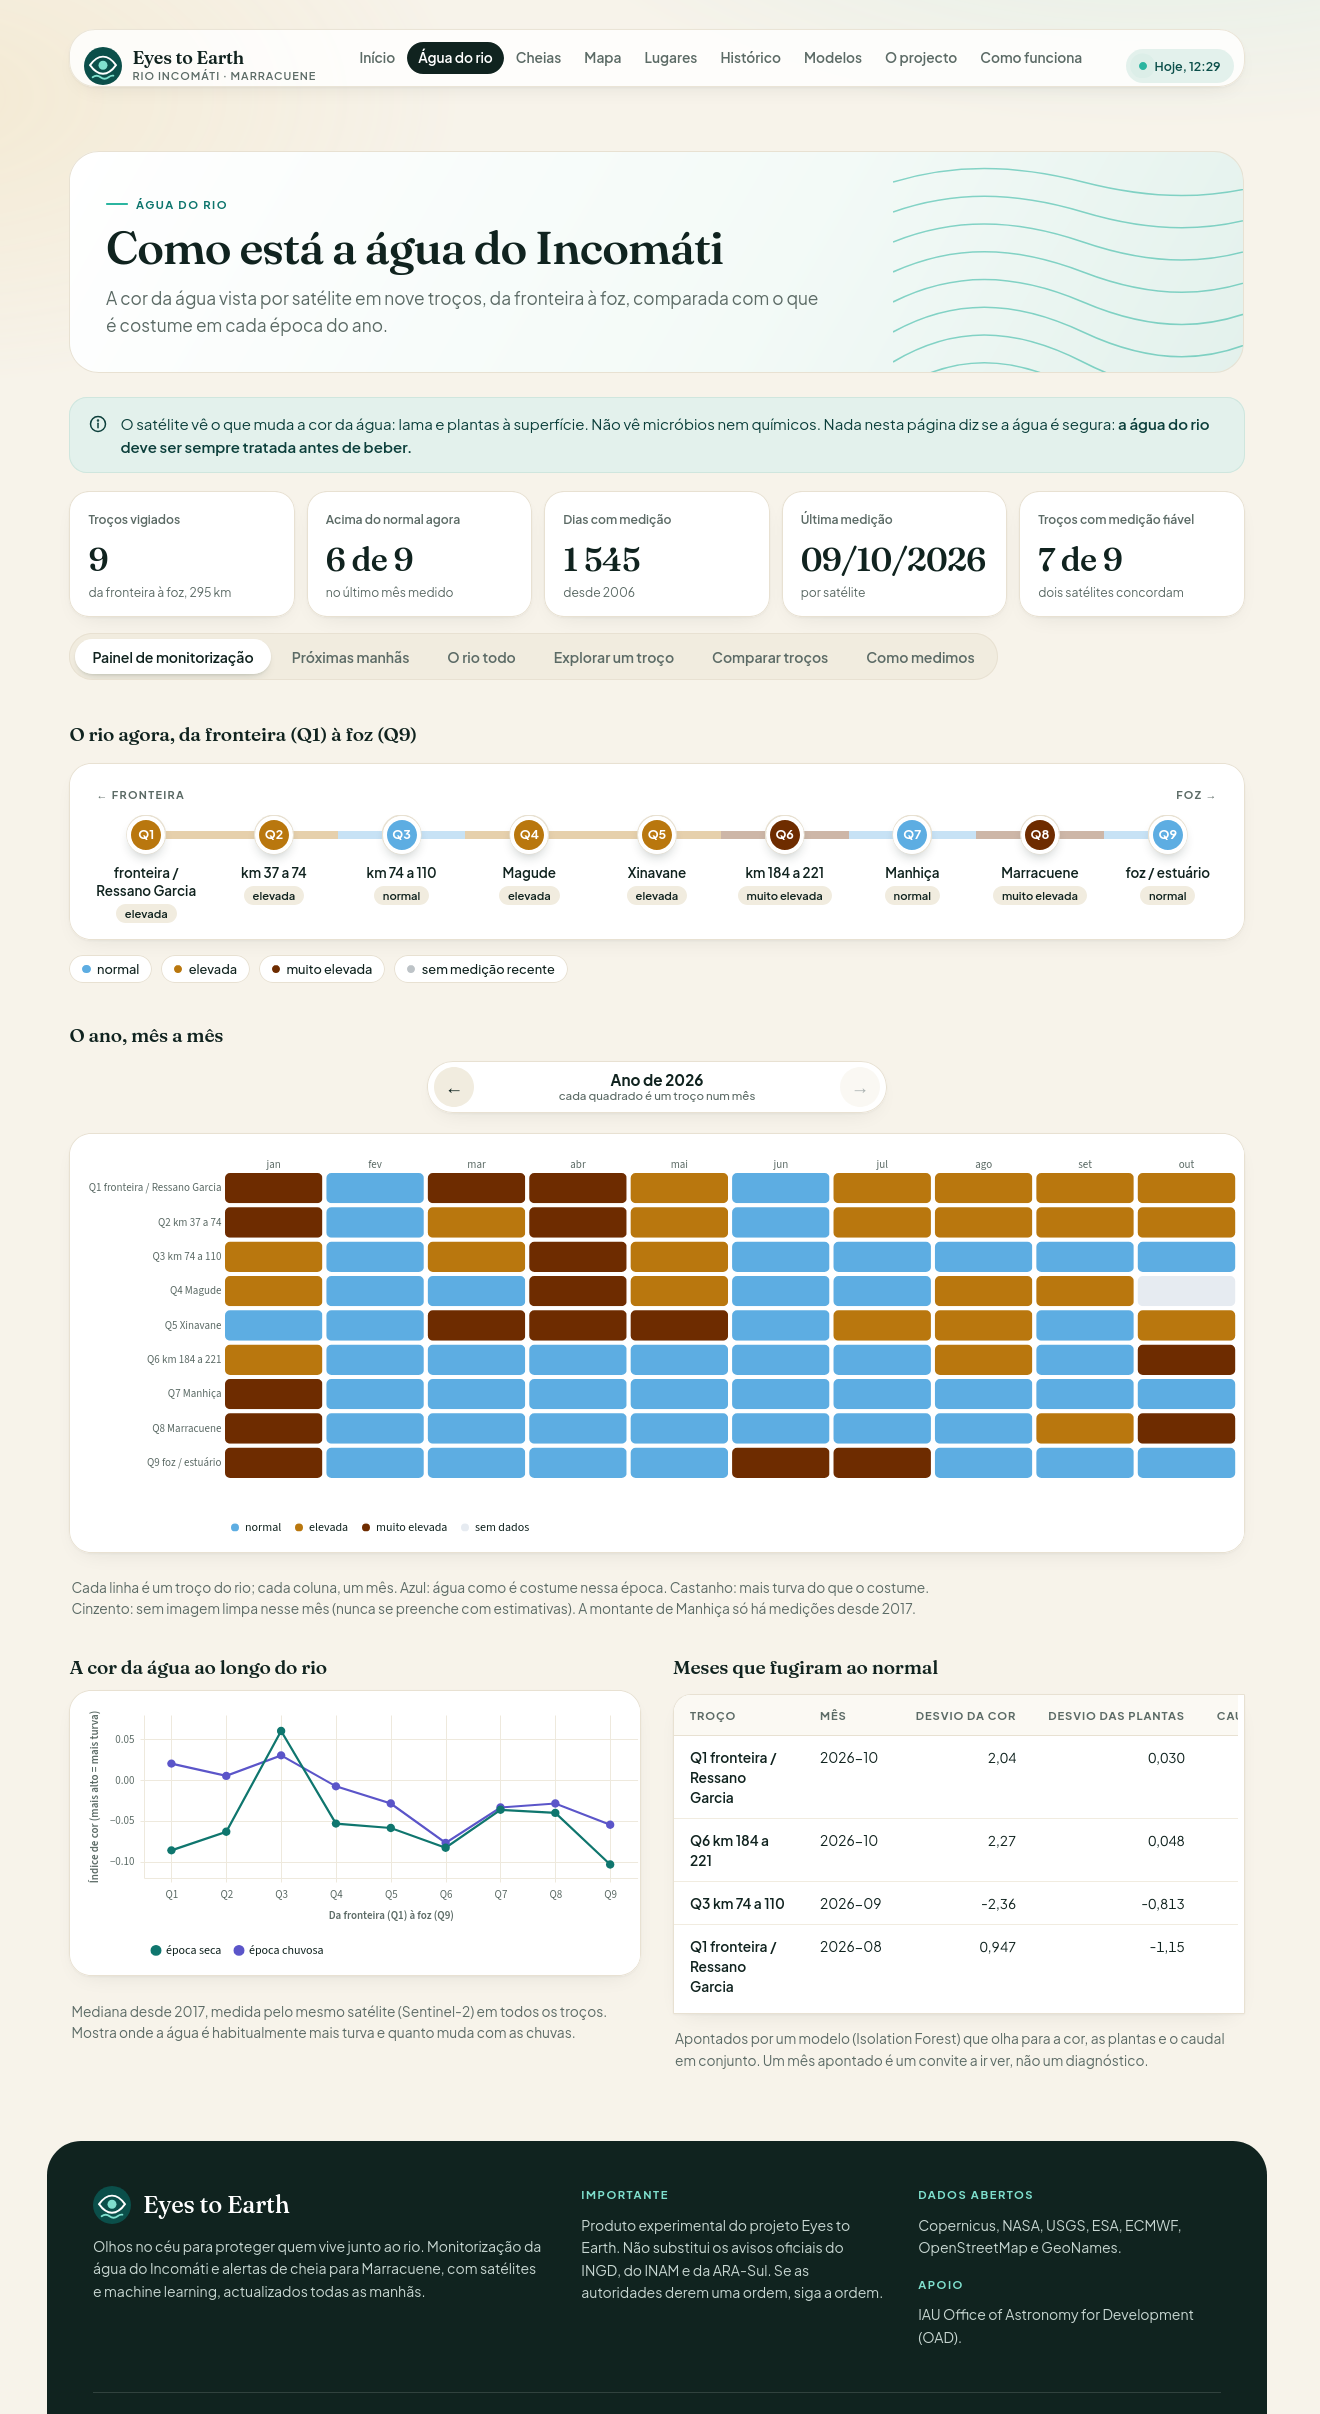 Eyes to Earth
RIO INCOMÁTI · MARRACUENE
Início Água do rio Cheias Mapa Lugares Histórico Modelos O projecto Como funciona
Hoje, 12:29
ÁGUA DO RIO
Como está a água do Incomáti
A cor da água vista por satélite em nove troços, da fronteira à foz, comparada com o que
é costume em cada época do ano.
O satélite vê o que muda a cor da água: lama e plantas à superfície. Não vê micróbios nem químicos. Nada nesta página diz se a água é segura: a água do rio
deve ser sempre tratada antes de beber.
Troços vigiados
9
da fronteira à foz, 295 km
Acima do normal agora
6 de 9
no último mês medido
Dias com medição
1 545
desde 2006
Última medição
09/10/2026
por satélite
Troços com medição fiável
7 de 9
dois satélites concordam
Painel de monitorização Próximas manhãs O rio todo Explorar um troço Comparar troços Como medimos
O rio agora, da fronteira (Q1) à foz (Q9)
← FRONTEIRA FOZ →
Q1 Q2 Q3 Q4 Q5 Q6 Q7 Q8 Q9
fronteira / km 37 a 74 km 74 a 110 Magude Xinavane km 184 a 221 Manhiça Marracuene foz / estuário
Ressano Garcia elevada normal elevada elevada muito elevada normal muito elevada normal
elevada
normal elevada muito elevada sem medição recente
O ano, mês a mês
← Ano de 2026 →
cada quadrado é um troço num mês
jan fev mar abr mai jun jul ago set out
Q1 fronteira / Ressano Garcia
Q2 km 37 a 74
Q3 km 74 a 110
Q4 Magude
Q5 Xinavane
Q6 km 184 a 221
Q7 Manhiça
Q8 Marracuene
Q9 foz / estuário
normal elevada muito elevada sem dados
Cada linha é um troço do rio; cada coluna, um mês. Azul: água como é costume nessa época. Castanho: mais turva do que o costume.
Cinzento: sem imagem limpa nesse mês (nunca se preenche com estimativas). A montante de Manhiça só há medições desde 2017.
A cor da água ao longo do rio
Índice de cor (mais alto = mais turva)
0.05
0.00
−0.05
−0.10
Q1 Q2 Q3 Q4 Q5 Q6 Q7 Q8 Q9
Da fronteira (Q1) à foz (Q9)
época seca época chuvosa
Mediana desde 2017, medida pelo mesmo satélite (Sentinel-2) em todos os troços.
Mostra onde a água é habitualmente mais turva e quanto muda com as chuvas.
Meses que fugiram ao normal
TROÇO MÊS DESVIO DA COR DESVIO DAS PLANTAS CAU
Q1 fronteira / 2026-10 2,04 0,030
Ressano
Garcia
Q6 km 184 a 2026-10 2,27 0,048
221
Q3 km 74 a 110 2026-09 -2,36 -0,813
Q1 fronteira / 2026-08 0,947 -1,15
Ressano
Garcia
Apontados por um modelo (Isolation Forest) que olha para a cor, as plantas e o caudal
em conjunto. Um mês apontado é um convite a ir ver, não um diagnóstico.
Eyes to Earth
Olhos no céu para proteger quem vive junto ao rio. Monitorização da
água do Incomáti e alertas de cheia para Marracuene, com satélites
e machine learning, actualizados todas as manhãs.
IMPORTANTE
Produto experimental do projeto Eyes to
Earth. Não substitui os avisos oficiais do
INGD, do INAM e da ARA-Sul. Se as
autoridades derem uma ordem, siga a ordem.
DADOS ABERTOS
Copernicus, NASA, USGS, ESA, ECMWF,
OpenStreetMap e GeoNames.
APOIO
IAU Office of Astronomy for Development
(OAD).